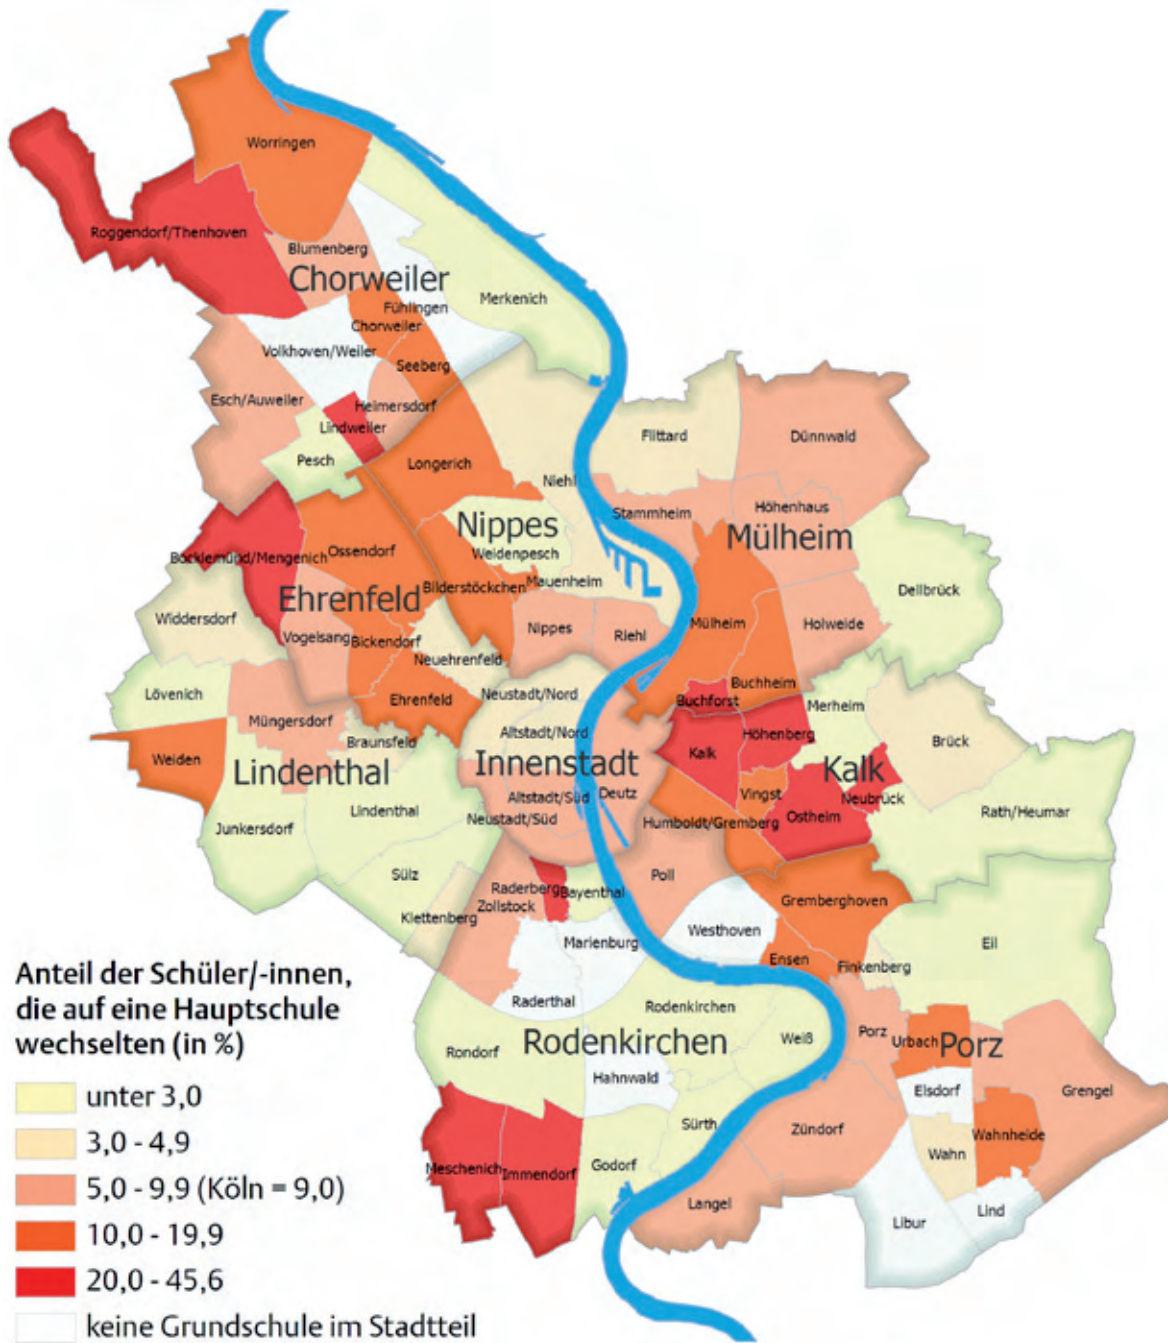 Worringen
Roggendorf/Thenhoven
Blumenberg
Chorweiler
Merkenich
Fühlingen
Chorweiler
Volkhoven/Weiler
Seeberg
Esch/Auweiler
Heimersdorf
Lindweiler
Pesch
Longerich
Flittard
Dünnwald
Niehl
Stammheim
Höhenhaus
Nippes
Mülheim
Weidenpesch
Ossendorf
Bocklemünd/Mengenich
Bilderstöckchen
Mauenheim
Dellbrück
Ehrenfeld
Widdersdorf
Vogelsang
Bickendorf
Nippes
Riehl
Mülheim
Holweide
Neuehrenfeld
Buchheim
Lövenich
Ehrenfeld
Neustadt/Nord
Buchforst
Merheim
Müngersdorf
Altstadt/Nord
Höhenberg
Braunsfeld
Brück
Weiden
Kalk
Lindenthal
Innenstadt
Kalk
Vingst
Neubrück
Altstadt/Süd
Deutz
Lindenthal
Rath/Heumar
Neustadt/Süd
Humboldt/Gremberg
Ostheim
Junkersdorf
Sülz
Raderberg
Bayenthal
Poll
Zollstock
Klettenberg
Gremberghoven
Westhoven
Marienburg
Eil
Ensen
Finkenberg
Raderthal
Rodenkirchen
Rodenkirchen
Weiß
Porz
Urbach
Porz
Rondorf
Hahnwald
Elsdorf
Grengel
Sürth
Zündorf
Wahnheide
Wahn
Meschenich
Immendorf
Godorf
Langel
Libur
Lind
Anteil der Schüler/-innen,
die auf eine Hauptschule
wechselten (in %)
unter 3,0
3,0 - 4,9
5,0 - 9,9 (Köln = 9,0)
10,0 - 19,9
20,0 - 45,6
keine Grundschule im Stadtteil